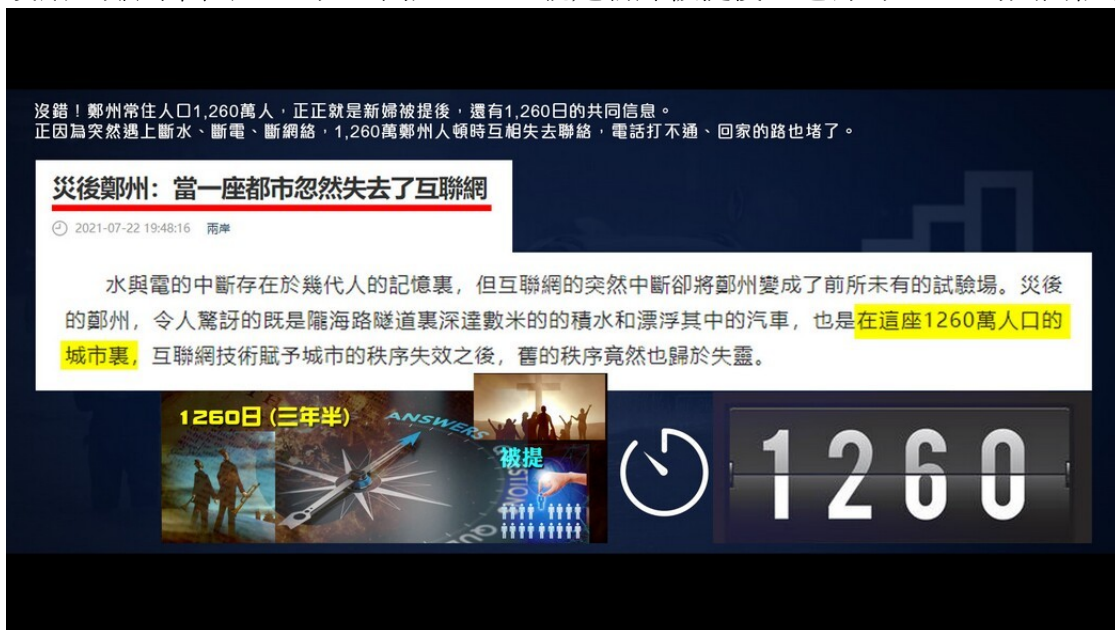 沒錯！鄭州常住人口1,260萬人，正正就是新婦被提後，還有1,260日的共同信息。
正因為突然遇上斷水、斷電、斷網絡，1,260萬鄭州人頓時互相失去聯絡，電話打不通、回家的路也堵了。
災後鄭州：當一座都市忽然失去了互聯網
2021-07-22 19:48:16 兩岸
水與電的中斷存在於幾代人的記憶裏，但互聯網的突然中斷卻將鄭州變成了前所未有的試驗場。災後
的鄭州，令人驚訝的既是隴海路隧道裏深達數米的的積水和漂浮其中的汽車，也是在這座1260萬人口的
城市裏，互聯網技術賦予城市的秩序失效之後，舊的秩序竟然也歸於失靈。
1260日 (三年半)
ANSWERS
被提
1260